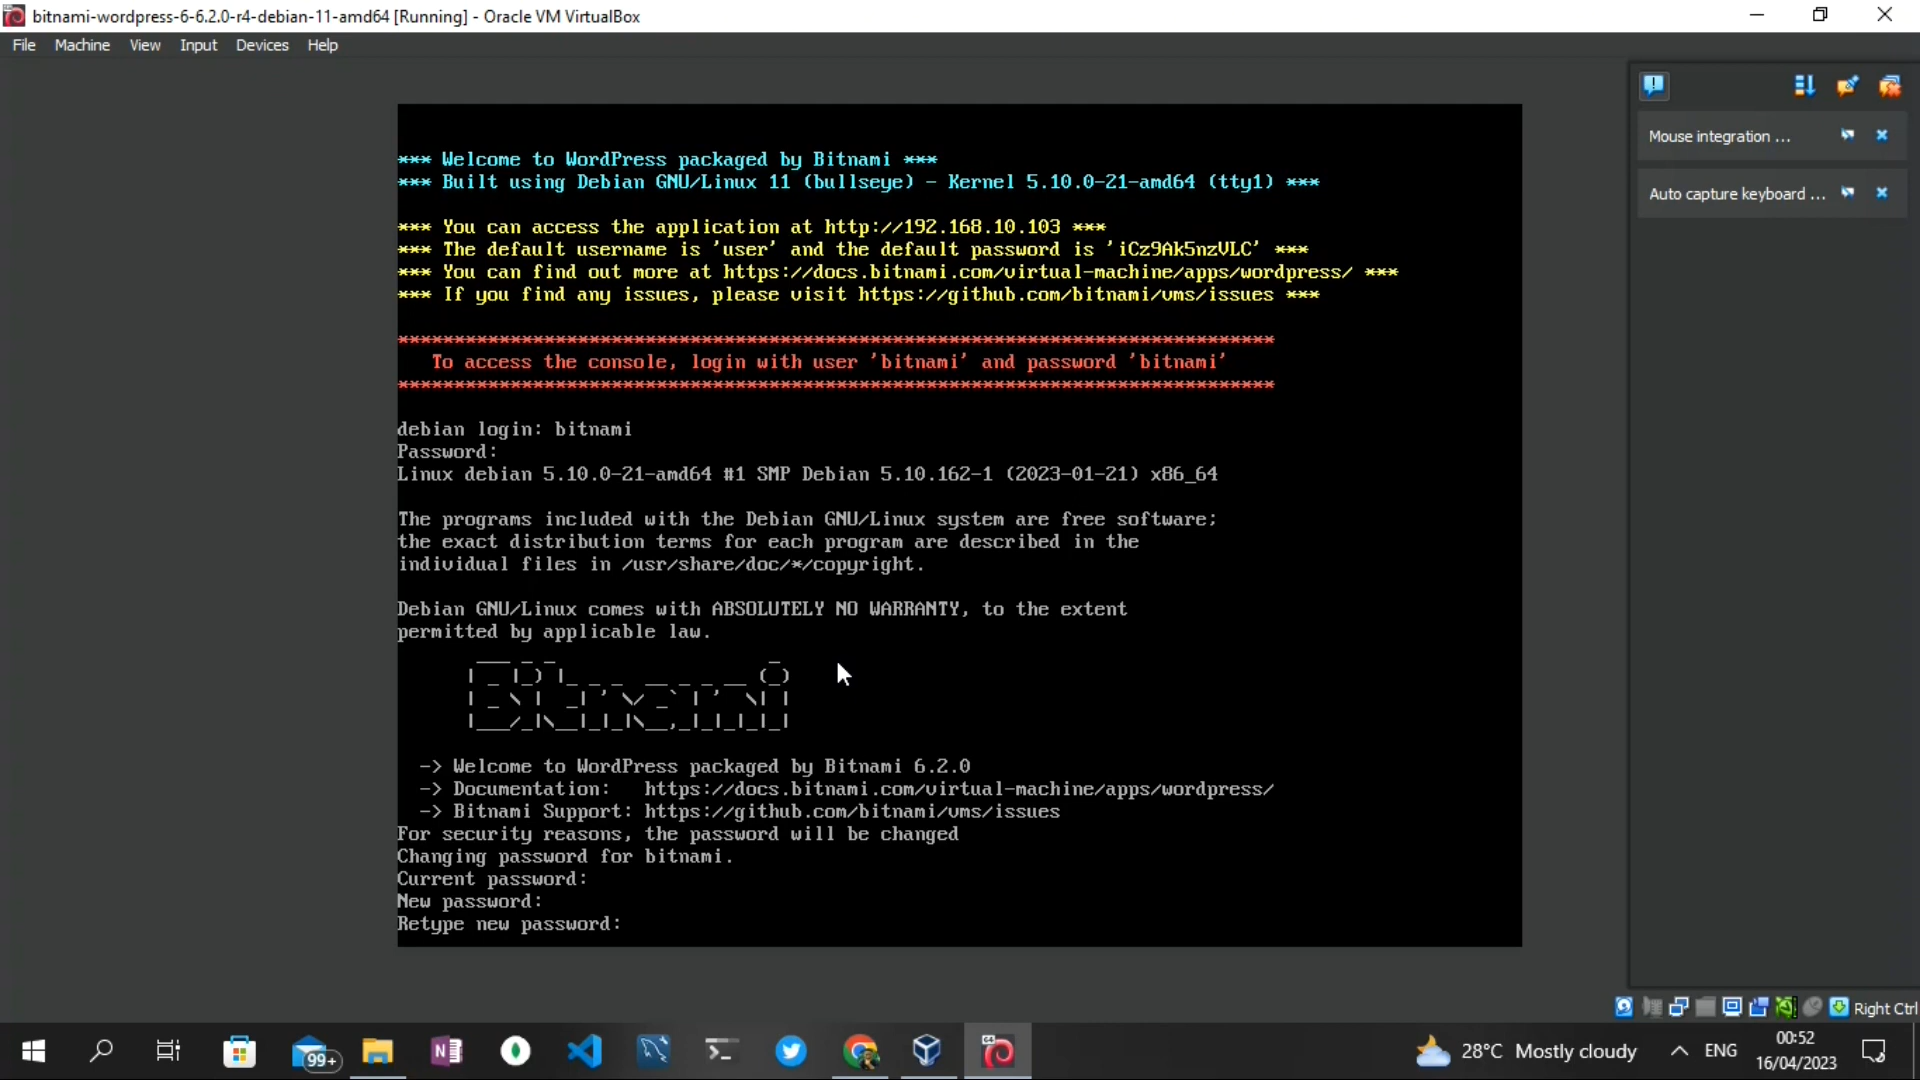 bitnami-wordpress-6-6.2.0-r4-debian-11-amd64 [Running] - Oracle VM VirtualBox
File Machine View Input Devices Help
*** Welcome to WordPress packaged by Bitnami ***
*** Built using Debian GNU/Linux 11 (bullseye) - Kernel 5.10.0-21-amd64 (tty1) ***
*** You can access the application at http://192.168.10.103 ***
*** The default username is 'user' and the default password is 'iCz9Ak5nzVLC' ***
*** You can find out more at https://docs.bitnami.com/virtual-machine/apps/wordpress/ ***
*** If you find any issues, please visit https://github.com/bitnami/vms/issues ***
******************************************************************************
To access the console, login with user 'bitnami' and password 'bitnami'
******************************************************************************
debian login: bitnami
Password:
Linux debian 5.10.0-21-amd64 #1 SMP Debian 5.10.162-1 (2023-01-21) x86_64
The programs included with the Debian GNU/Linux system are free software;
the exact distribution terms for each program are described in the
individual files in /usr/share/doc/*/copyright.
Debian GNU/Linux comes with ABSOLUTELY NO WARRANTY, to the extent
permitted by applicable law.
Bitnami
-> Welcome to WordPress packaged by Bitnami 6.2.0
-> Documentation: https://docs.bitnami.com/virtual-machine/apps/wordpress/
-> Bitnami Support: https://github.com/bitnami/vms/issues
For security reasons, the password will be changed
Changing password for bitnami.
Current password:
New password:
Retype new password:
Mouse integration ...
Auto capture keyboard ...
Right Ctrl
99+
28°C Mostly cloudy
ENG
00:52
16/04/2023